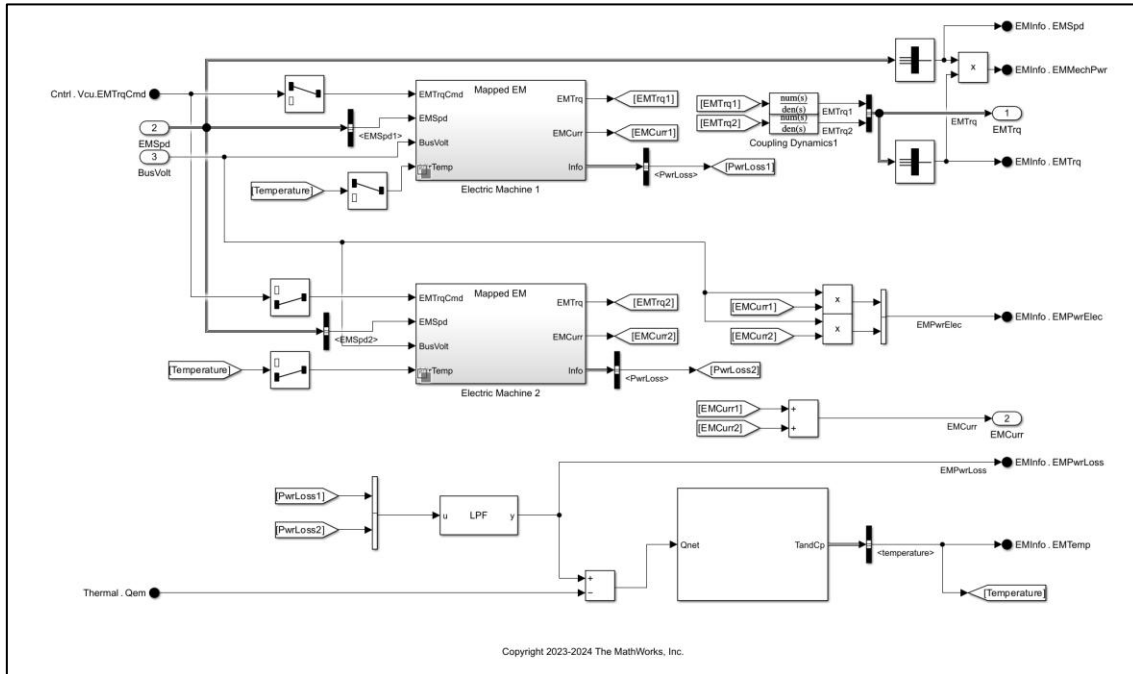 EMInfo . EMSpd
Cntrl . Vcu.EMTrqCmd
2
EMSpd
3
BusVolt
[Temperature]
<EMSpd1>
Mapped EM
EMTrqCmd
EMSpd
BusVolt
Temp
EMTrq
EMCurr
Info
Electric Machine 1
[EMTrq1]
[EMCurr1]
<PwrLoss>
[PwrLoss1]
[EMTrq1]
[EMTrq2]
num(s)
den(s)
num(s)
den(s)
Coupling Dynamics1
EMTrq1
EMTrq2
x
EMInfo . EMMechPwr
EMTrq
1
EMTrq
EMInfo . EMTrq
[Temperature]
<EMSpd2>
Mapped EM
EMTrqCmd
EMSpd
BusVolt
Temp
EMTrq
EMCurr
Info
Electric Machine 2
[EMTrq2]
[EMCurr2]
<PwrLoss>
[PwrLoss2]
[EMCurr1]
[EMCurr2]
x
x
EMPwrElec
EMInfo . EMPwrElec
[EMCurr1]
[EMCurr2]
+
+
EMCurr
2
EMCurr
EMPwrLoss
EMInfo . EMPwrLoss
[PwrLoss1]
[PwrLoss2]
u
LPF
y
Thermal . Qem
+
−
Qnet
TandCp
<temperature>
EMInfo . EMTemp
[Temperature]
Copyright 2023-2024 The MathWorks, Inc.